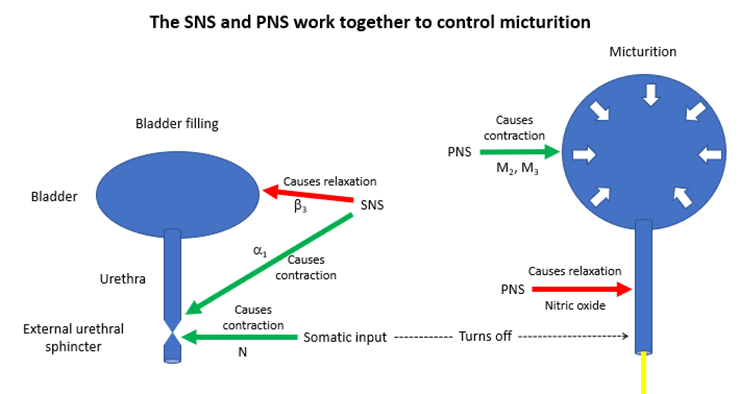 The SNS and PNS work together to control micturition
Micturition
Bladder filling
Causes
contraction
PNS
M2, M3
Bladder
Causes relaxation
β3
SNS
α1
Causes
contraction
Urethra
Causes relaxation
PNS
Nitric oxide
External urethral
sphincter
Causes
contraction
N
Somatic input
Turns off